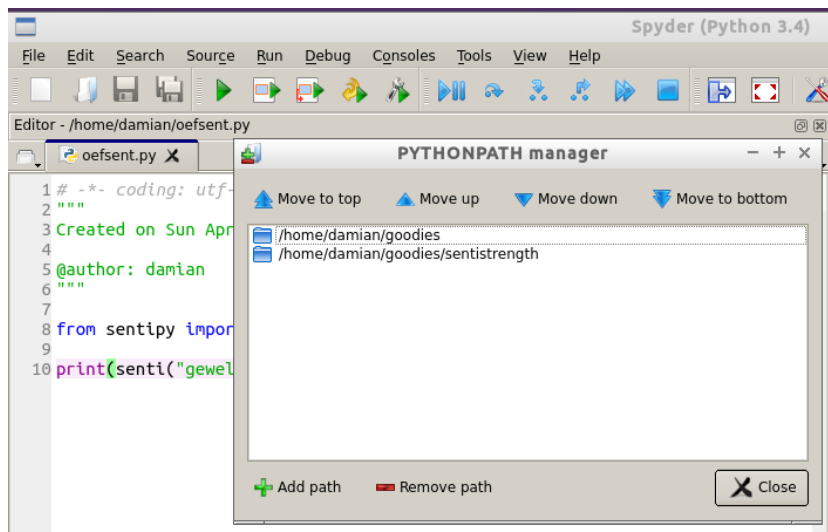 Spyder (Python 3.4)
File Edit Search Source Run Debug Consoles Tools View Help
Editor - /home/damian/oefsent.py
oefsent.py
PYTHONPATH manager
Move to top Move up Move down Move to bottom
/home/damian/goodies
/home/damian/goodies/sentistrength
Add path Remove path Close
1 # -*- coding: utf-
2 """
3 Created on Sun Apr
4
5 @author: damian
6 """
7
8 from sentipy impor
9
10 print(senti("gewel